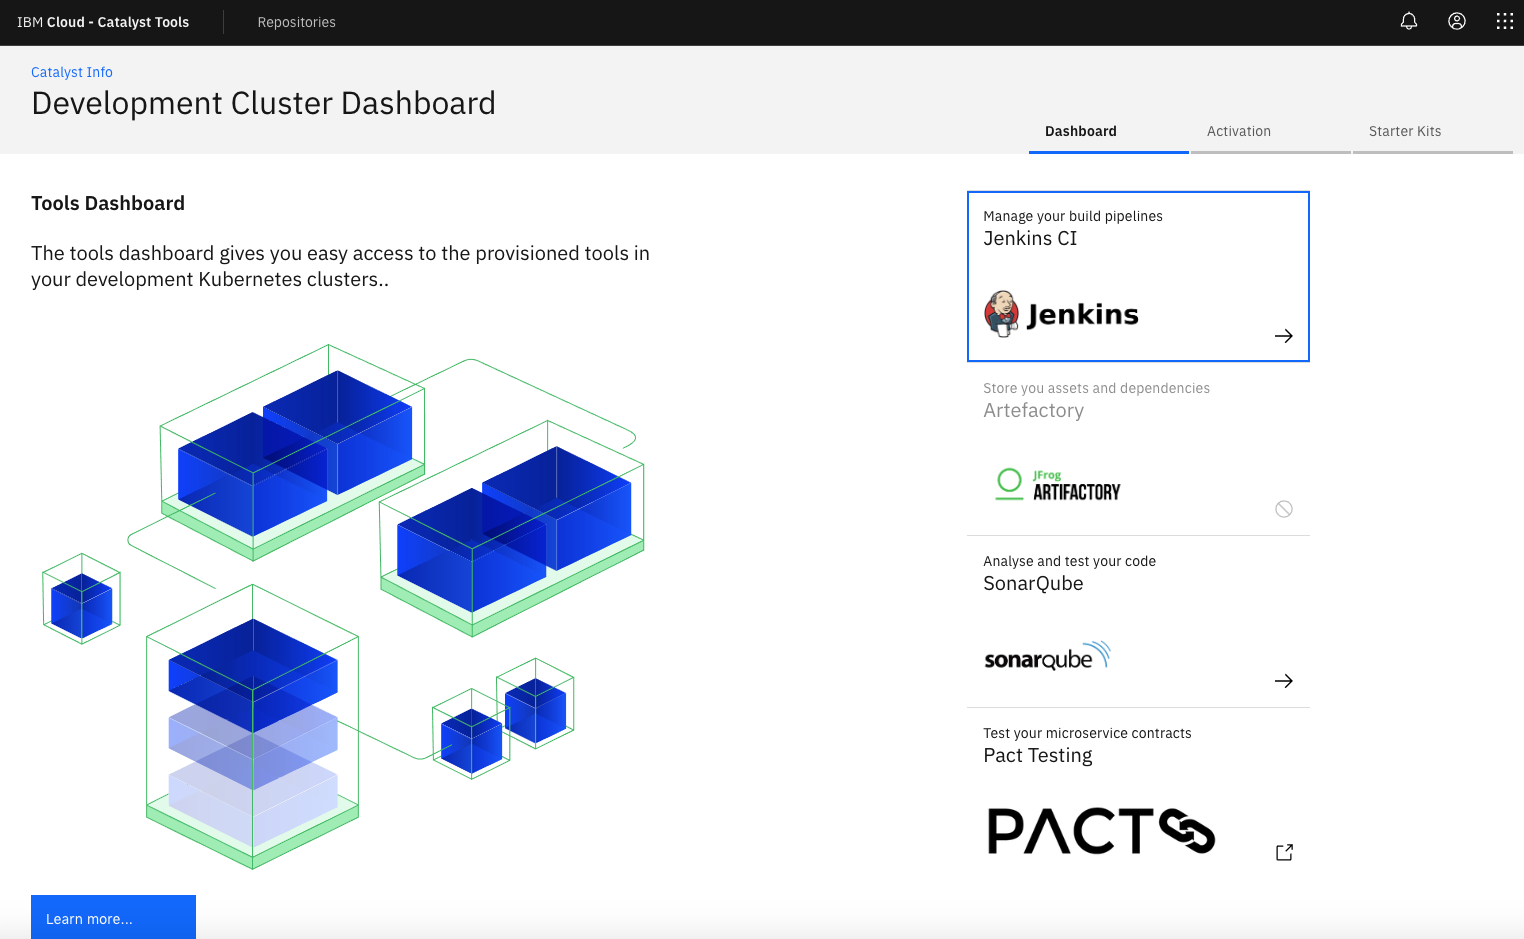 IBM Cloud - Catalyst Tools
Repositories
Catalyst Info
Development Cluster Dashboard
Dashboard
Activation
Starter Kits
Tools Dashboard
The tools dashboard gives you easy access to the provisioned tools in
your development Kubernetes clusters..
Learn more...
Manage your build pipelines
Jenkins CI
Jenkins
Store you assets and dependencies
Artefactory
JFrog
ARTIFACTORY
Analyse and test your code
SonarQube
sonarqube
Test your microservice contracts
Pact Testing
PACT